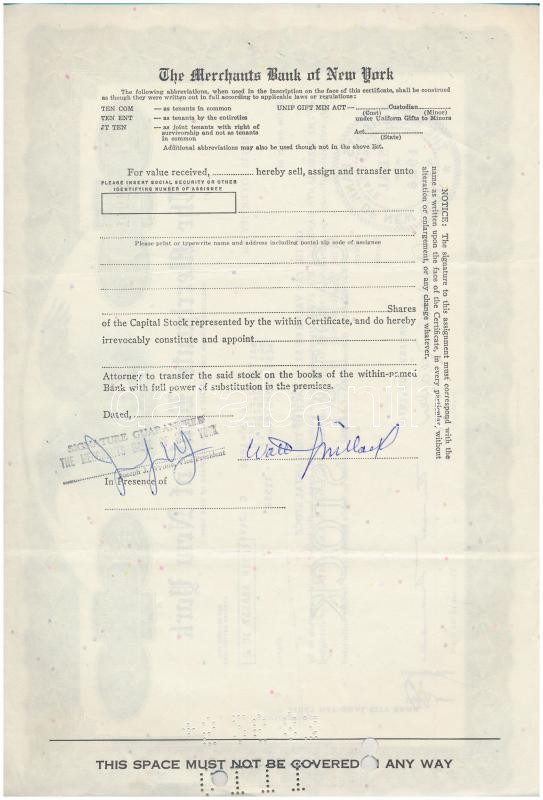 The Merchants Bank of New York
The following abbreviations, when used in the inscription on the face of this certificate, shall be construed
as though they were written out in full according to applicable laws or regulations:
TEN COM — as tenants in common
TEN ENT — as tenants by the entireties
JT TEN — as joint tenants with right of
survivorship and not as tenants
in common
UNIF GIFT MIN ACT — Custodian
(Cust) (Minor)
under Uniform Gifts to Minors
Act
(State)
Additional abbreviations may also be used though not in the above list.
For value received, hereby sell, assign and transfer unto
PLEASE INSERT SOCIAL SECURITY OR OTHER
IDENTIFYING NUMBER OF ASSIGNEE
Please print or typewrite name and address including postal zip code of assignee
Shares
of the Capital Stock represented by the within Certificate, and do hereby
irrevocably constitute and appoint
Attorney to transfer the said stock on the books of the within-named
Bank with full power of substitution in the premises.
Dated,
SIGNATURE GUARANTEED
THE YORK
Joseph J. Vice President
In Presence of
NOTICE: The signature to this assignment must correspond with the
name as written upon the face of the Certificate, in every particular, without
alteration or enlargement, or any change whatever.
THIS SPACE MUST NOT BE COVERED ANY WAY